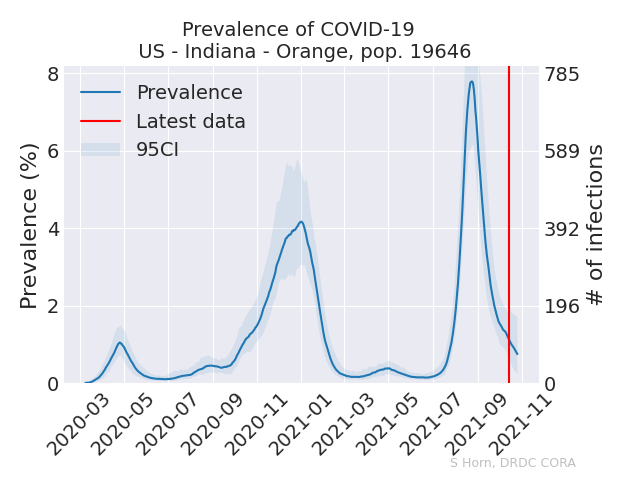 Prevalence of COVID-19
US - Indiana - Orange, pop. 19646
Prevalence
Latest data
95CI
Prevalence (%)
8
6
4
2
0
785
589
392
196
0
# of infections
2020-03
2020-05
2020-07
2020-09
2020-11
2021-01
2021-03
2021-05
2021-07
2021-09
2021-11
S Horn, DRDC CORA